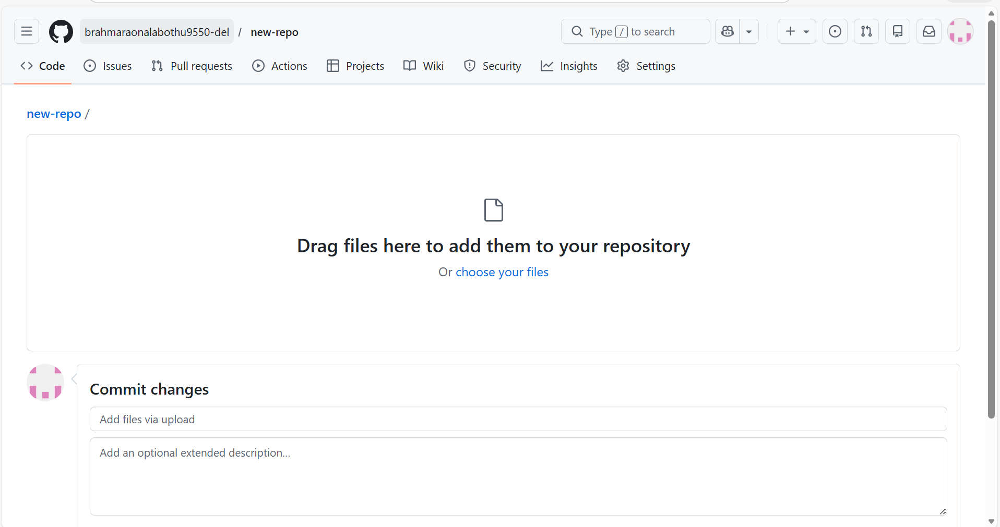 brahmaraonalabothu9550-del / new-repo
Type / to search
Code Issues Pull requests Actions Projects Wiki Security Insights Settings
new-repo /
Drag files here to add them to your repository
Or choose your files
Commit changes
Add files via upload
Add an optional extended description...